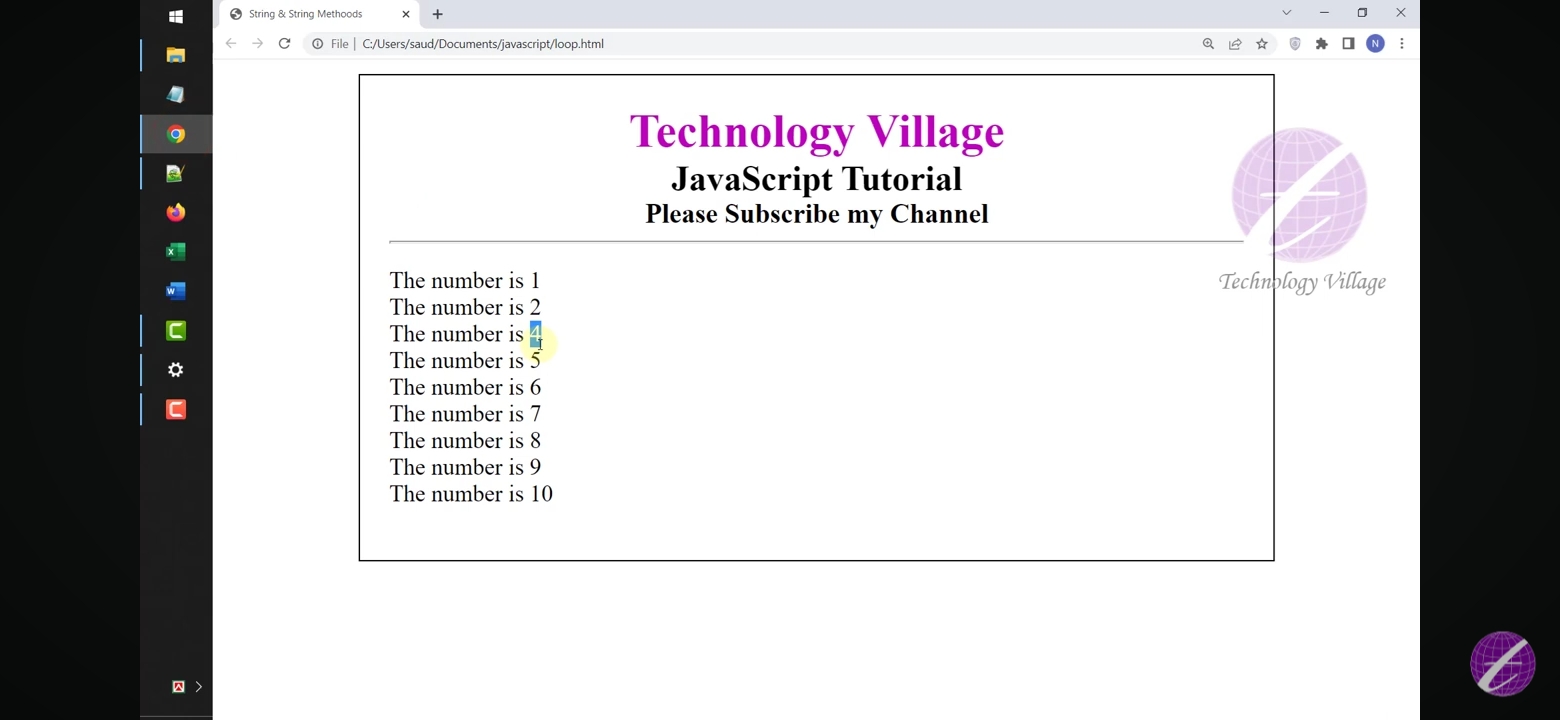 String & String Methoods
File
C:/Users/saud/Documents/javascript/loop.html
N
Technology Village
JavaScript Tutorial
Please Subscribe my Channel
Technology Village
The number is 1
The number is 2
The number is 4
The number is 5
The number is 6
The number is 7
The number is 8
The number is 9
The number is 10